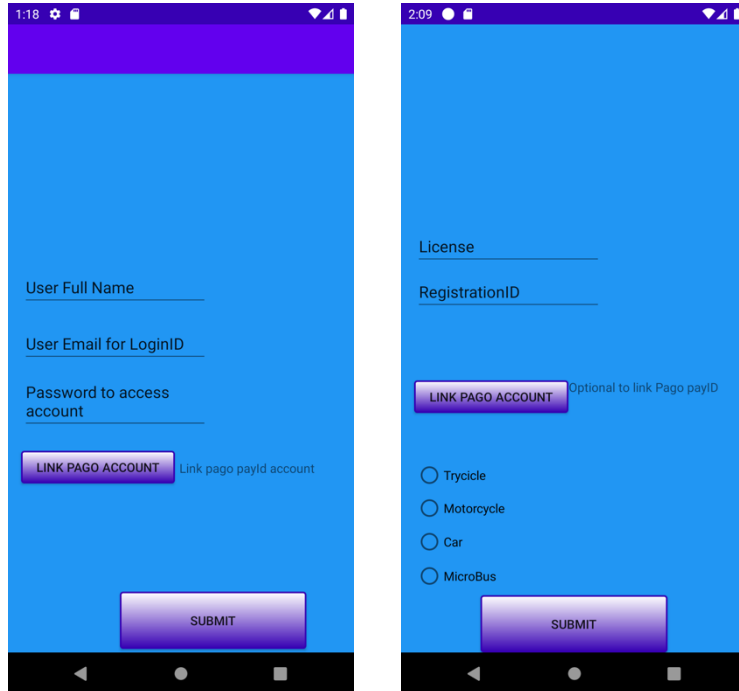 1:18
User Full Name
User Email for LoginID
Password to access
account
LINK PAGO ACCOUNT
Link pago payId account
SUBMIT
2:09
License
RegistrationID
LINK PAGO ACCOUNT
Optional to link Pago payID
Trycicle
Motorcycle
Car
MicroBus
SUBMIT